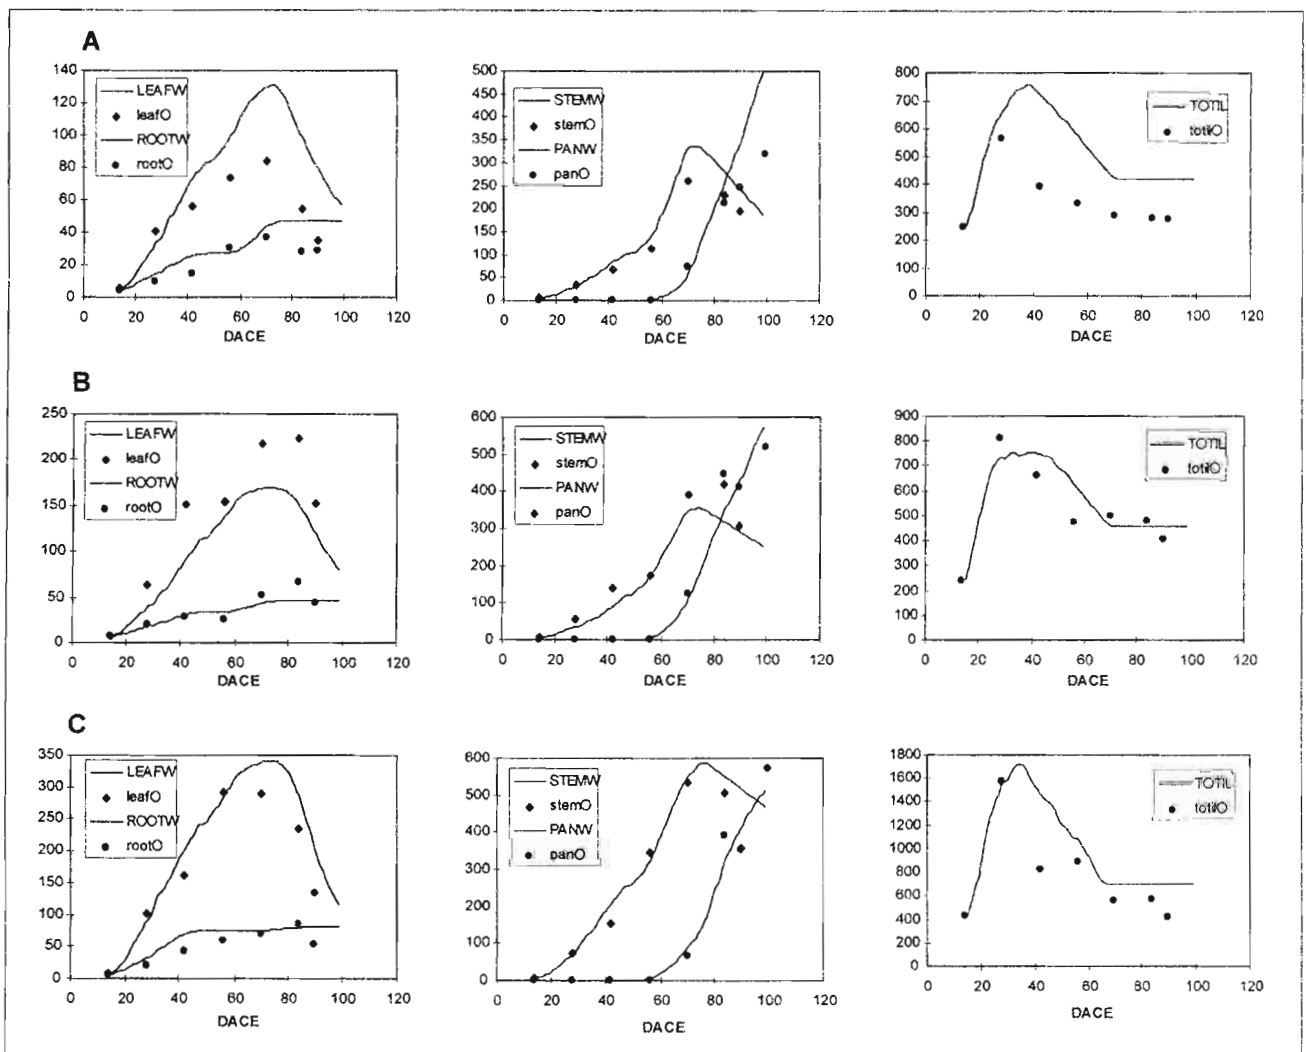 A
140
120
100
80
60
40
20
0
LEAFW
leafO
ROOTW
rootO
0 20 40 60 80 100 120
DACE
500
450
400
350
300
250
200
150
100
50
0
STEMW
stemO
PANW
panO
0 20 40 60 80 100 120
DACE
800
700
600
500
400
300
200
100
0
TOTIL
totilO
0 20 40 60 80 100 120
DACE
B
250
200
150
100
50
0
LEAFW
leafO
ROOTW
rootO
0 20 40 60 80 100 120
DACE
600
500
400
300
200
100
0
STEMW
stemO
PANW
panO
0 20 40 60 80 100 120
DACE
900
800
700
600
500
400
300
200
100
0
TOTIL
totilO
0 20 40 60 80 100 120
DACE
C
350
300
250
200
150
100
50
0
LEAFW
leafO
ROOTW
rootO
0 20 40 60 80 100 120
DACE
600
500
400
300
200
100
0
STEMW
stemO
PANW
panO
0 20 40 60 80 100 120
DACE
1800
1600
1400
1200
1000
800
600
400
200
0
TOTIL
totilO
0 20 40 60 80 100 120
DACE